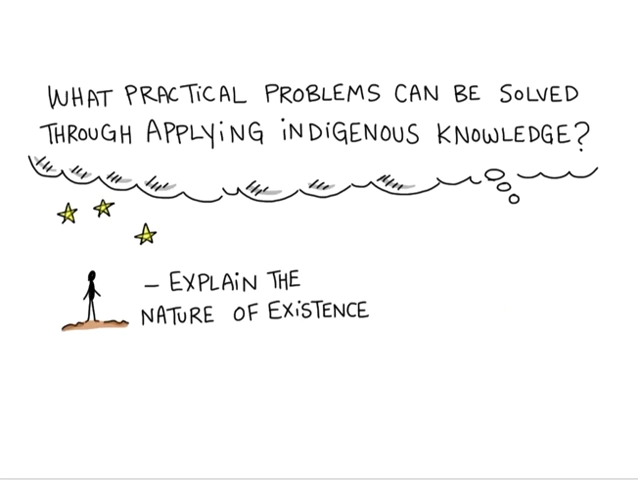 WHAT PRACTICAL PROBLEMS CAN BE SOLVED
THROUGH APPLYING INDIGENOUS KNOWLEDGE?
– EXPLAIN THE
NATURE OF EXISTENCE